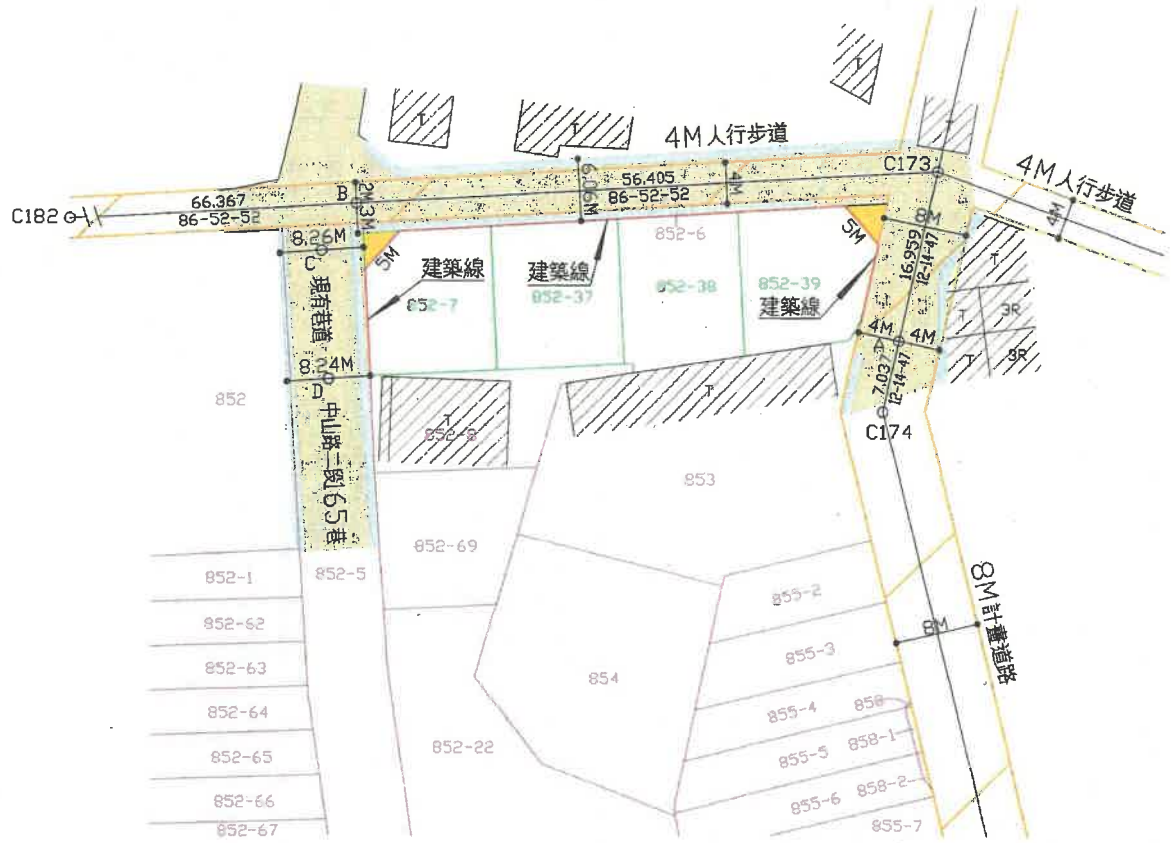 T
T
T
4M人行步道
T
C173
4M人行步道
4M
C182
66.367
86-52-52
B
2M
3M
6.06M
56.405
86-52-52
4M
8M
5M
5M
8.26M
C
建築線
建築線
建築線
852-6
852-7
852-37
852-38
852-39
16.959
12-14-47
T
T
3R
T
3R
4M
4M
A
7.037
12-14-47
C174
現有巷道
8.24M
D
中山路二段165巷
852
T
852-8
T
853
852-69
852-1
852-5
852-62
852-63
852-64
852-65
852-66
852-67
852-22
854
855-2
855-3
855-4
858
855-5
858-1
855-6
858-2
855-7
8M
8M計畫道路